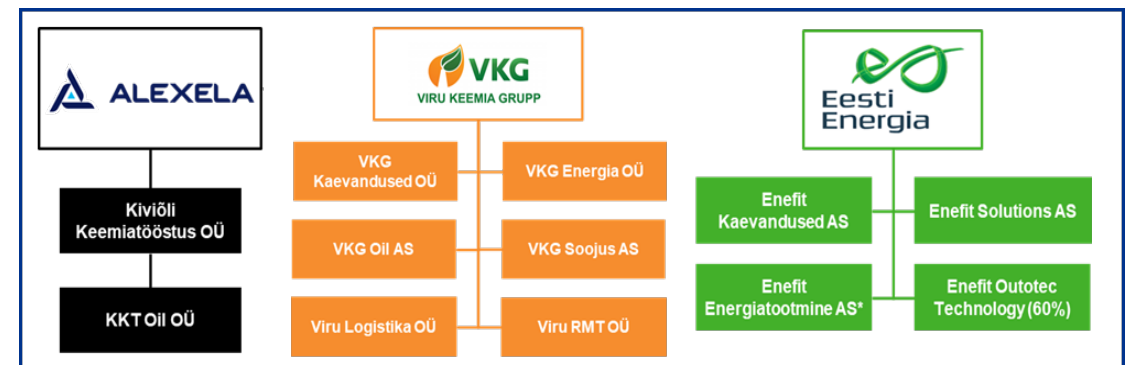 ALEXELA
Kiviõli
Keemiatööstus OÜ
KKT Oil OÜ
VKG
VIRU KEEMIA GRUPP
VKG
Kaevandused OÜ
VKG Energia OÜ
VKG Oil AS
VKG Soojus AS
Viru Logistika OÜ
Viru RMT OÜ
Eesti
Energia
Enefit
Kaevandused AS
Enefit Solutions AS
Enefit
Energiatootmine AS*
Enefit Outotec
Technology (60%)